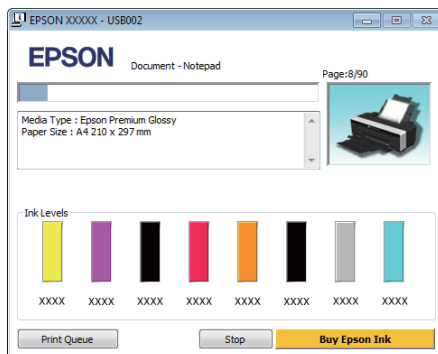 EPSON XXXXX - USB002
EPSON
Document - Notepad
Page:8/90
Media Type : Epson Premium Glossy
Paper Size : A4 210 x 297 mm
Ink Levels
XXXX XXXX XXXX XXXX XXXX XXXX XXXX XXXX
Print Queue Stop Buy Epson Ink